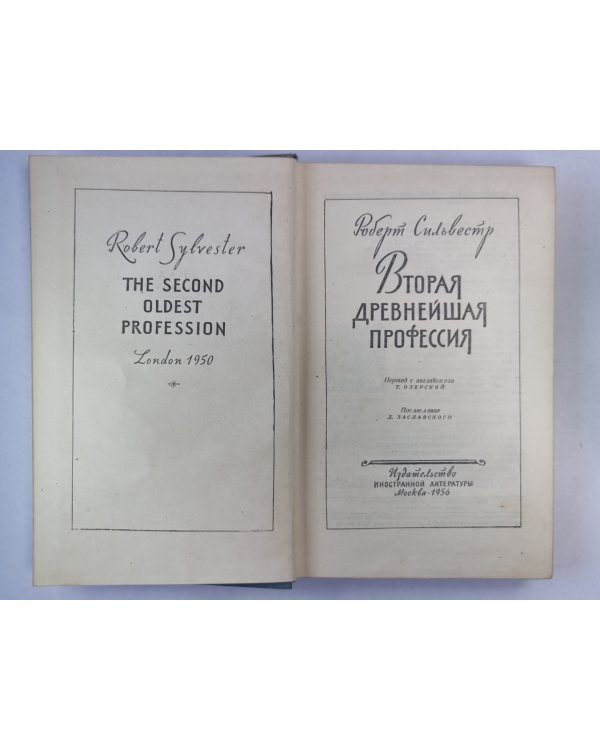 Robert Sylvester
THE SECOND
OLDEST
PROFESSION
London 1950
Роберт Сильвестр
ВТОРАЯ
ДРЕВНЕЙШАЯ
ПРОФЕССИЯ
Перевод с английского
Т. ОЗЕРСКОЙ
Послесловие
Д. ЗАСЛАВСКОГО
Издательство
ИНОСТРАННОЙ ЛИТЕРАТУРЫ
Москва·1956